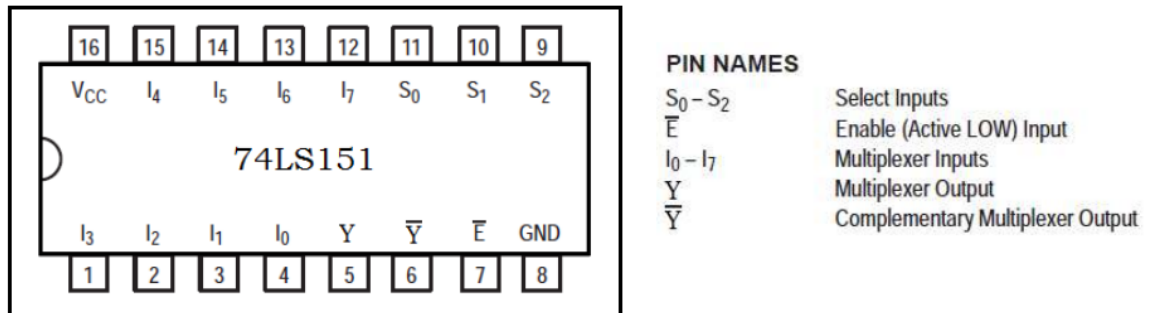 16 15 14 13 12 11 10 9
V_CC I₄ I₅ I₆ I₇ S₀ S₁ S₂
74LS151
I₃ I₂ I₁ I₀ Y Y̅ E̅ GND
1 2 3 4 5 6 7 8
PIN NAMES
S₀ – S₂ Select Inputs
E̅ Enable (Active LOW) Input
I₀ – I₇ Multiplexer Inputs
Y Multiplexer Output
Y̅ Complementary Multiplexer Output